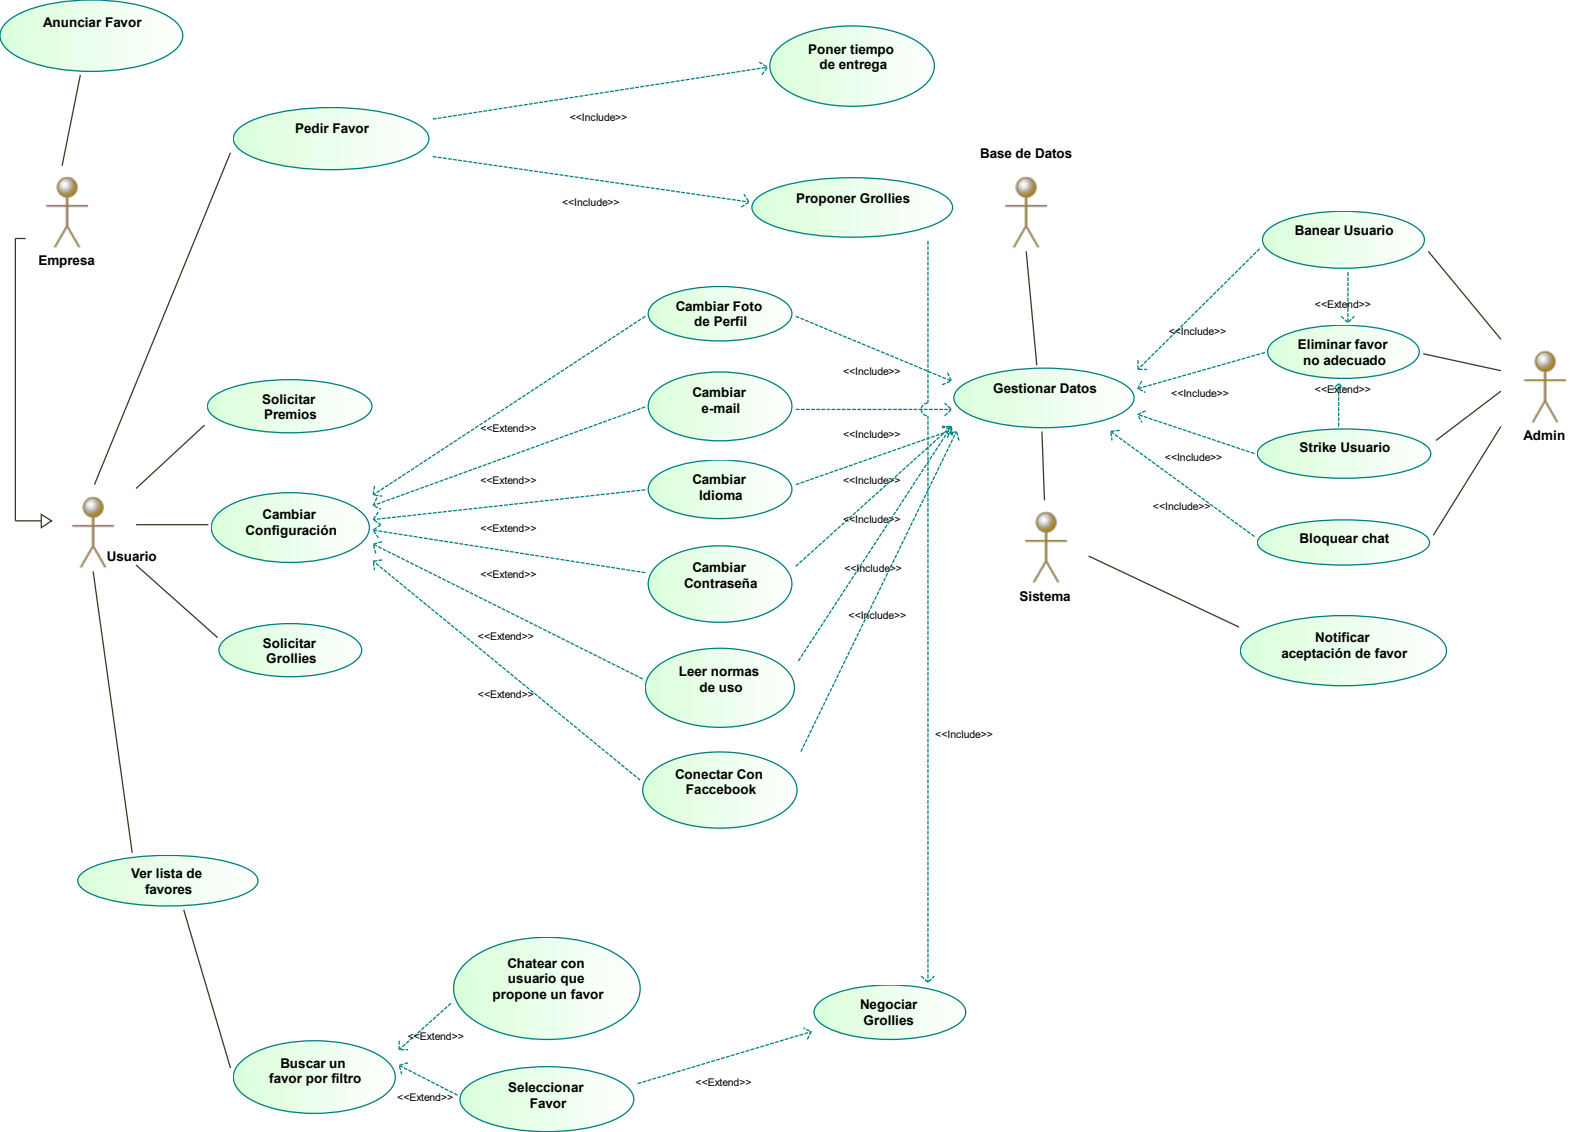 Anunciar Favor
Poner tiempo
de entrega
<<Include>>
Pedir Favor
Base de Datos
Proponer Grollies
<<Include>>
Empresa
Banear Usuario
<<Extend>>
<<Include>>
Cambiar Foto
de Perfil
Eliminar favor
no adecuado
<<Include>>
Gestionar Datos
<<Include>>
<<Extend>>
Admin
Solicitar
Premios
Cambiar
e-mail
<<Extend>>
<<Include>>
Strike Usuario
<<Include>>
Cambiar
Idioma
<<Extend>>
<<Include>>
<<Include>>
Cambiar
Configuración
<<Extend>>
<<Include>>
Bloquear chat
Usuario
Cambiar
Contraseña
<<Extend>>
<<Include>>
Sistema
<<Include>>
Solicitar
Grollies
<<Extend>>
Notificar
aceptación de favor
Leer normas
de uso
<<Extend>>
<<Include>>
Conectar Con
Faccebook
Ver lista de
favores
Chatear con
usuario que
propone un favor
Negociar
Grollies
<<Extend>>
Buscar un
favor por filtro
<<Extend>>
Seleccionar
Favor
<<Extend>>